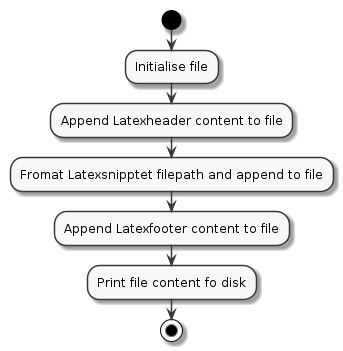 Initialise file
Append Latexheader content to file
Fromat Latexsnipptet filepath and append to file
Append Latexfooter content to file
Print file content fo disk